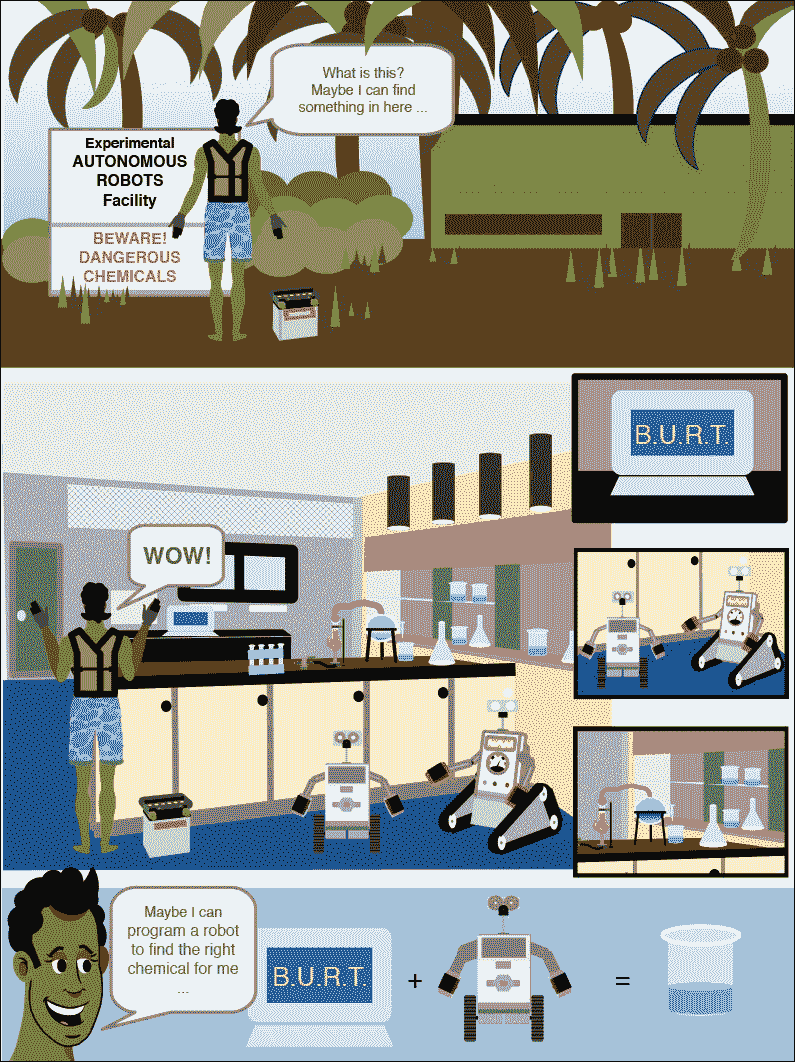 What is this?
Maybe I can find
something in here ...
Experimental
AUTONOMOUS
ROBOTS
Facility
BEWARE!
DANGEROUS
CHEMICALS
B.U.R.T.
WOW!
Maybe I can
program a robot
to find the right
chemical for me
...
B.U.R.T.
+
=